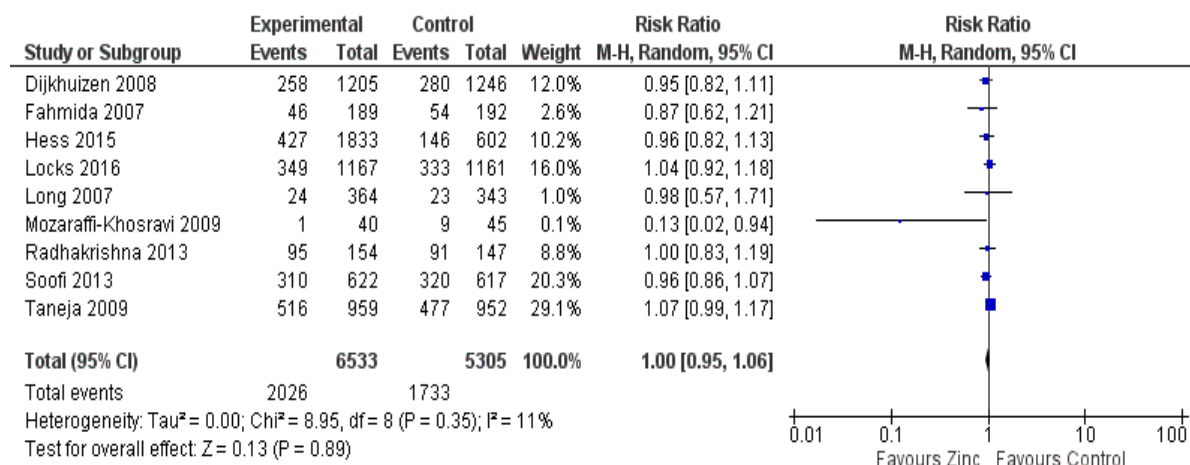 Experimental Control Risk Ratio Risk Ratio
Study or Subgroup Events Total Events Total Weight M-H, Random, 95% CI M-H, Random, 95% CI
Dijkhuizen 2008 258 1205 280 1246 12.0% 0.95 [0.82, 1.11]
Fahmida 2007 46 189 54 192 2.6% 0.87 [0.62, 1.21]
Hess 2015 427 1833 146 602 10.2% 0.96 [0.82, 1.13]
Locks 2016 349 1167 333 1161 16.0% 1.04 [0.92, 1.18]
Long 2007 24 364 23 343 1.0% 0.98 [0.57, 1.71]
Mozaraffi-Khosravi 2009 1 40 9 45 0.1% 0.13 [0.02, 0.94]
Radhakrishna 2013 95 154 91 147 8.8% 1.00 [0.83, 1.19]
Soofi 2013 310 622 320 617 20.3% 0.96 [0.86, 1.07]
Taneja 2009 516 959 477 952 29.1% 1.07 [0.99, 1.17]
Total (95% CI) 6533 5305 100.0% 1.00 [0.95, 1.06]
Total events 2026 1733
Heterogeneity: Tau² = 0.00; Chi² = 8.95, df = 8 (P = 0.35); I² = 11%
Test for overall effect: Z = 0.13 (P = 0.89)
0.01 0.1 1 10 100
Favours Zinc Favours Control